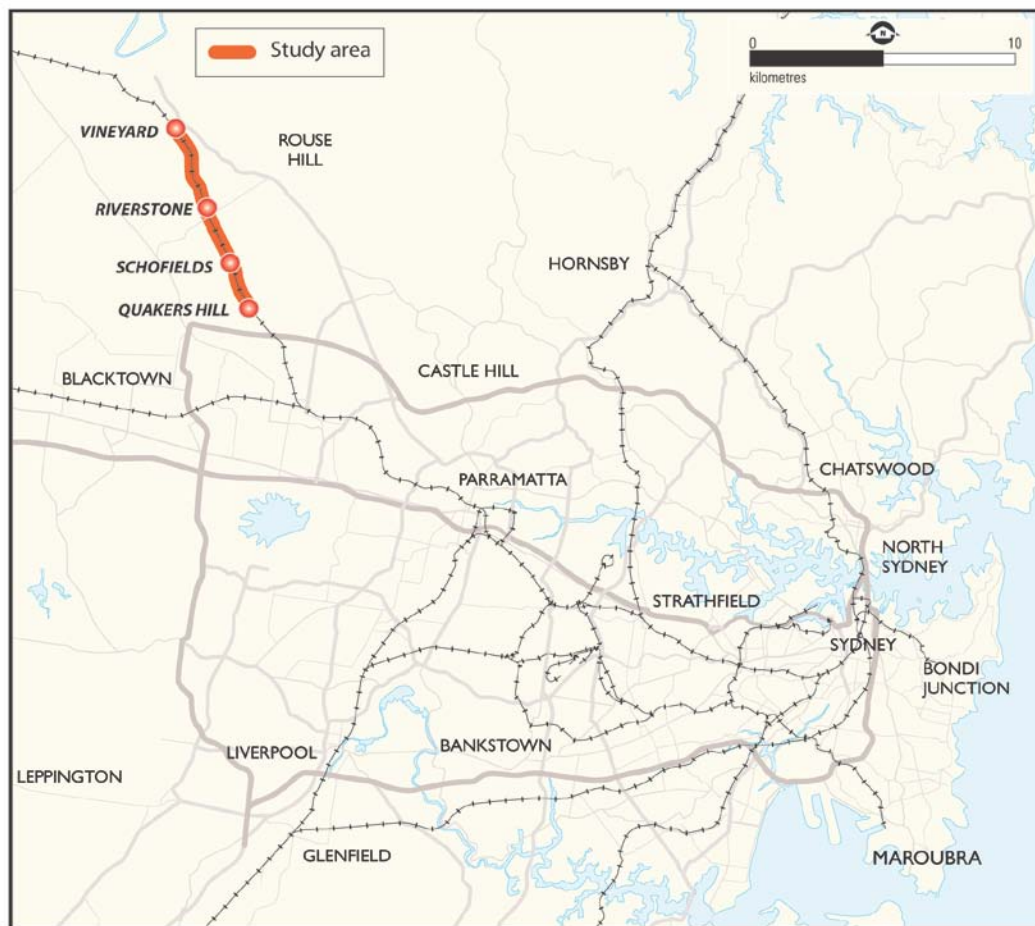 Study area
N
0 10
kilometres
VINEYARD
ROUSE
HILL
RIVERSTONE
HORNSBY
SCHOFIELDS
QUAKERS HILL
BLACKTOWN
CASTLE HILL
CHATSWOOD
PARRAMATTA
NORTH
SYDNEY
STRATHFIELD
SYDNEY
BONDI
JUNCTION
LIVERPOOL
BANKSTOWN
LEPPINGTON
GLENFIELD
MAROUBRA